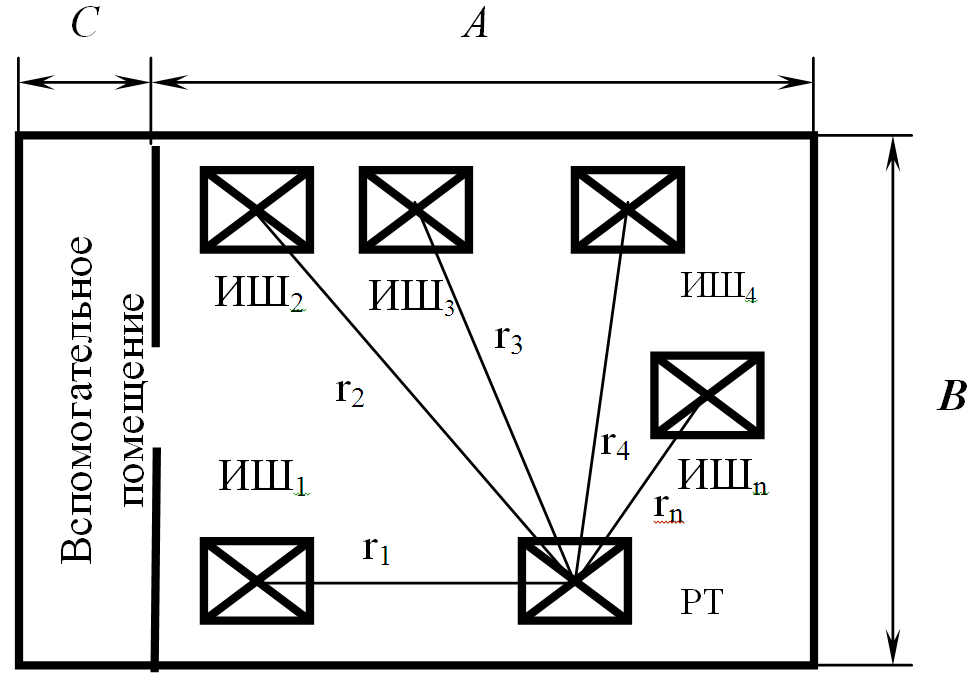 C
A
ИШ₂
ИШ₃
ИШ₄
Вспомогательное
помещение
r₃
r₂
B
r₄
ИШ₁
ИШₙ
rₙ
r₁
РТ